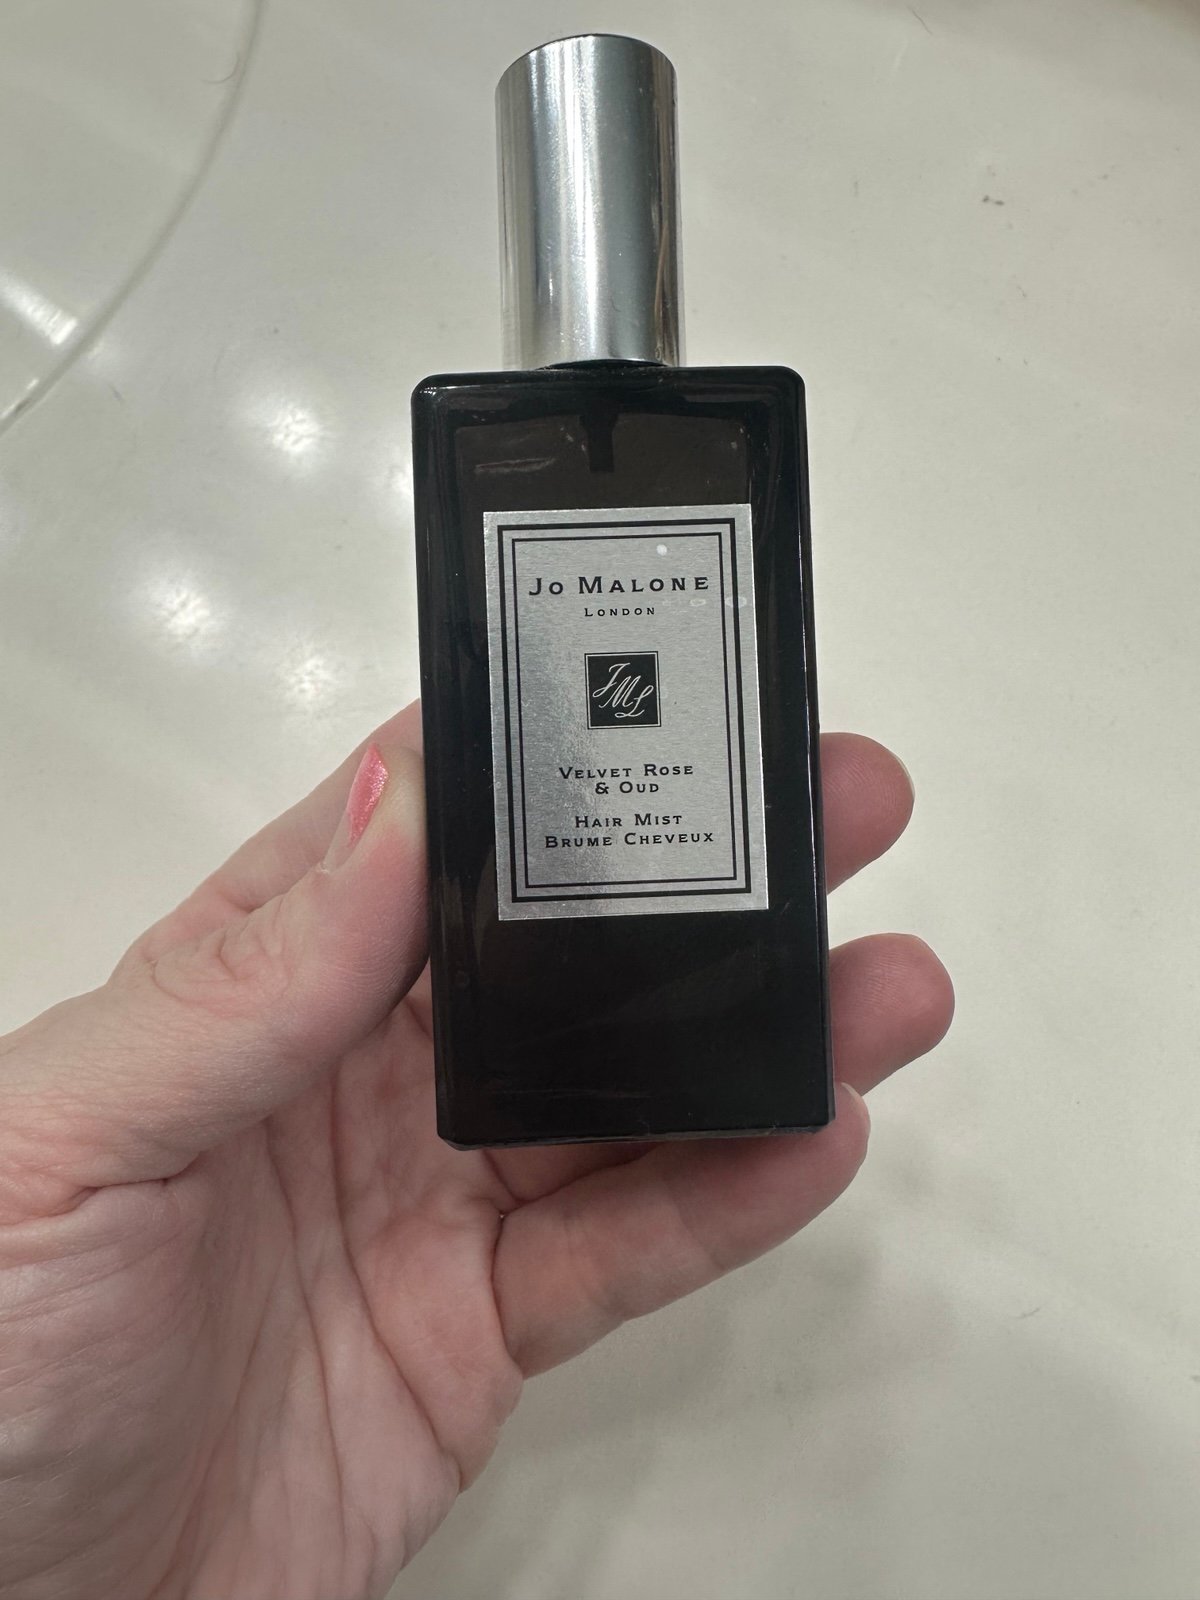 Jo Malone
London
JML
Velvet Rose
& Oud
Hair Mist
Brume Cheveux